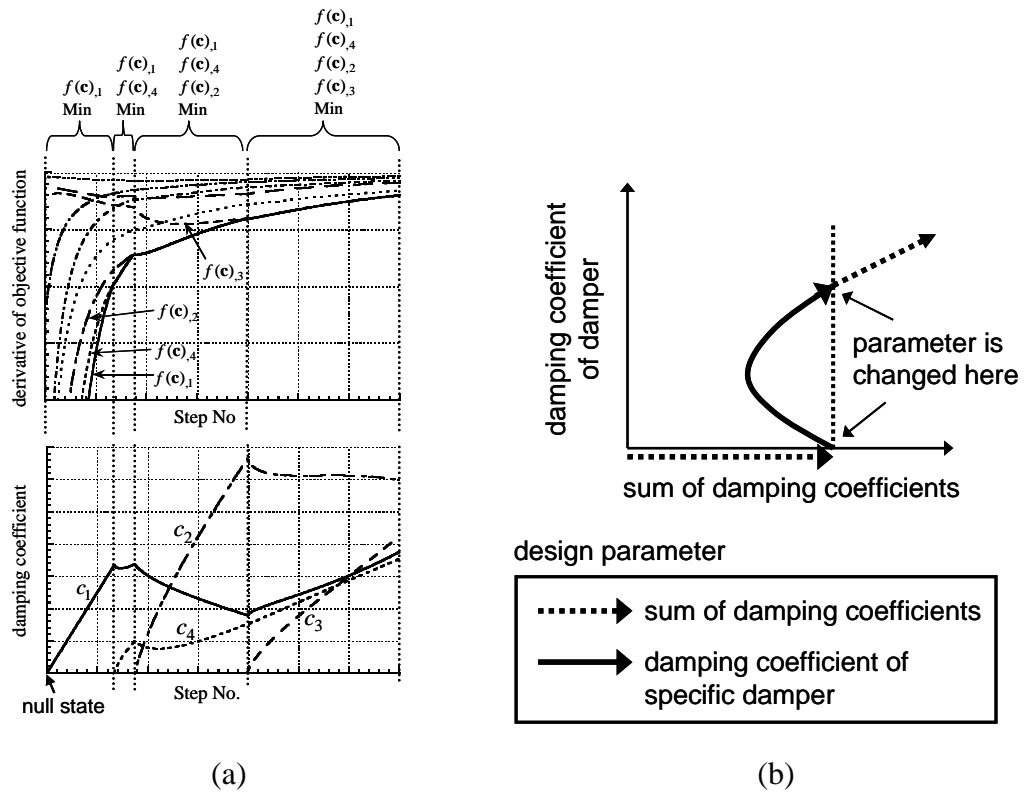 f(c),1
Min
f(c),1
f(c),4
Min
f(c),1
f(c),4
f(c),2
Min
f(c),1
f(c),4
f(c),2
f(c),3
Min
derivative of objective function
f(c),3
f(c),2
f(c),4
f(c),1
Step No
damping coefficient
c1
c2
c4
c3
Step No.
null state
(a)
damping coefficient
of damper
parameter is
changed here
sum of damping coefficients
design parameter
sum of damping coefficients
damping coefficient of
specific damper
(b)